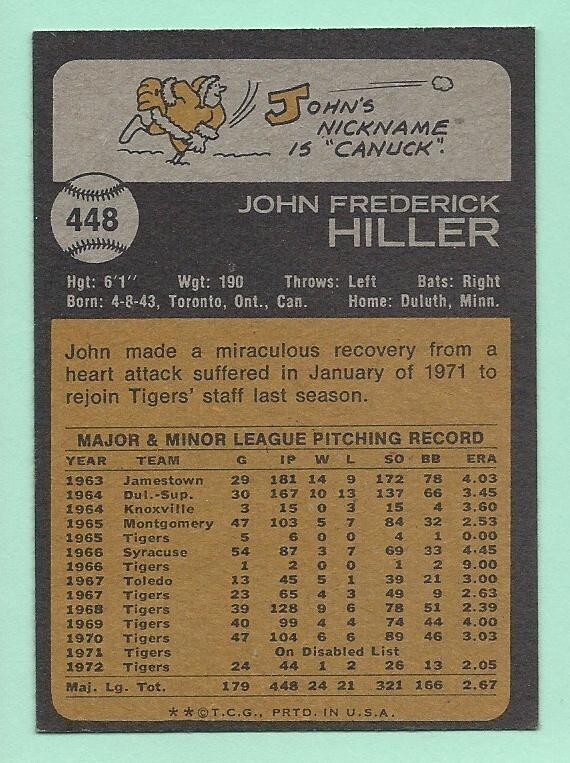 JOHN'S
NICKNAME
IS "CANUCK".
448
JOHN FREDERICK
HILLER
Hgt: 6'1" Wgt: 190 Throws: Left Bats: Right
Born: 4-8-43, Toronto, Ont., Can. Home: Duluth, Minn.
John made a miraculous recovery from a
heart attack suffered in January of 1971 to
rejoin Tigers' staff last season.
MAJOR & MINOR LEAGUE PITCHING RECORD
YEAR TEAM G IP W L SO BB ERA
1963 Jamestown 29 181 14 9 172 78 4.03
1964 Dul.-Sup. 30 167 10 13 137 66 3.45
1964 Knoxville 3 15 0 3 15 4 3.60
1965 Montgomery 47 103 5 7 84 32 2.53
1965 Tigers 5 6 0 0 4 1 0.00
1966 Syracuse 54 87 3 7 69 33 4.45
1966 Tigers 1 2 0 0 1 2 9.00
1967 Toledo 13 45 5 1 39 21 3.00
1967 Tigers 23 65 4 3 49 9 2.63
1968 Tigers 39 128 9 6 78 51 2.39
1969 Tigers 40 99 4 4 74 44 4.00
1970 Tigers 47 104 6 6 89 46 3.03
1971 Tigers On Disabled List
1972 Tigers 24 44 1 2 26 13 2.05
Maj. Lg. Tot. 179 448 24 21 321 166 2.67
**©T.C.G., PRTD. IN U.S.A.